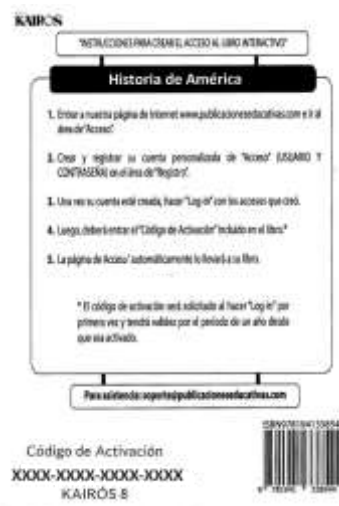 KAIRÓS
"INSTRUCCIONES PARA CREAR EL ACCESO AL LIBRO INTERACTIVO"
Historia de América
1. Entrar a nuestra página de Internet www.publicacioneseducativas.com e ir al
área de "Acceso".
2. Crear y registrar su cuenta personalizada de "Acceso" (USUARIO Y
CONTRASEÑA) en el área de "Registro".
3. Una vez su cuenta esté creada, hacer "Log-in" con los accesos que creó.
4. Luego, deberá entrar el "Código de Activación" incluido en el libro.*
5. La página de Acceso* automáticamente lo llevará a su libro.
* El código de activación será solicitado al hacer "Log in" por
primera vez y tendrá validez por el período de un año desde
que sea activado.
Para asistencia: soporte@publicacioneseducativas.com
Código de Activación
XXXX-XXXX-XXXX-XXXX
KAIRÓS 8